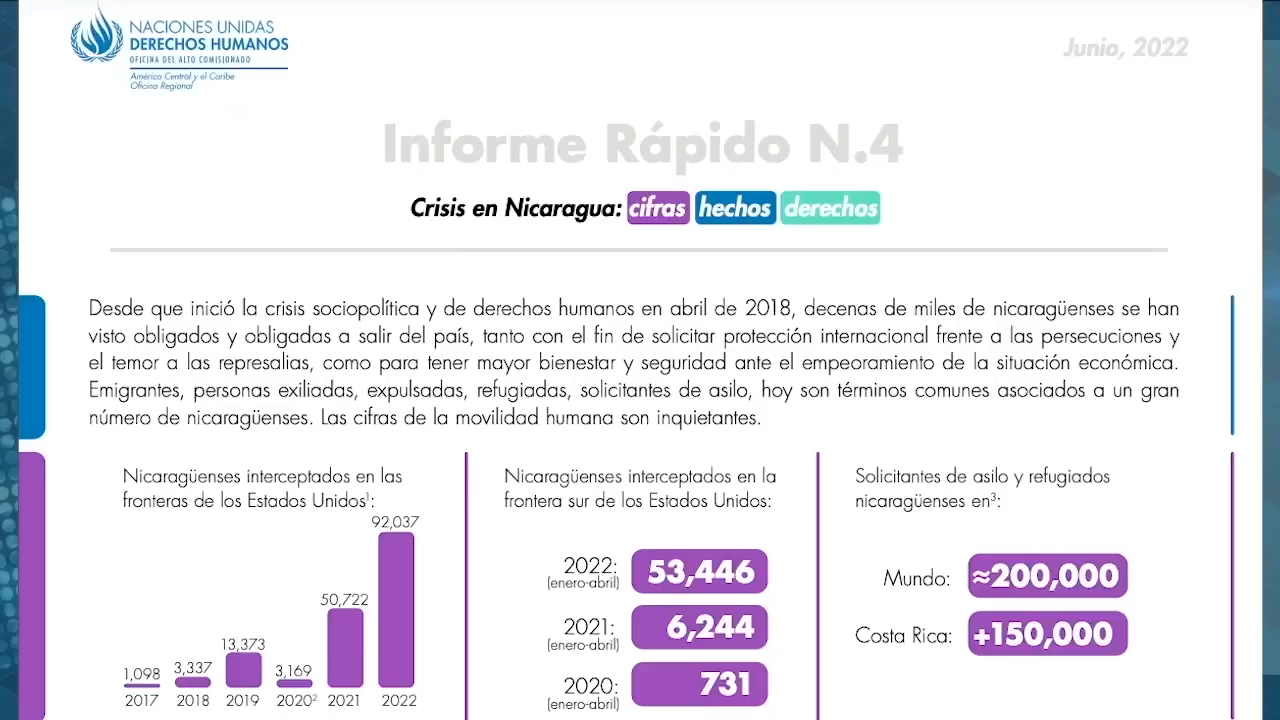 NACIONES UNIDAS
DERECHOS HUMANOS
OFICINA DEL ALTO COMISIONADO
América Central y el Caribe
Oficina Regional
Junio, 2022
Informe Rápido N.4
Crisis en Nicaragua: cifras hechos derechos
Desde que inició la crisis sociopolítica y de derechos humanos en abril de 2018, decenas de miles de nicaragüenses se han
visto obligados y obligadas a salir del país, tanto con el fin de solicitar protección internacional frente a las persecuciones y
el temor a las represalias, como para tener mayor bienestar y seguridad ante el empeoramiento de la situación económica.
Emigrantes, personas exiliadas, expulsadas, refugiadas, solicitantes de asilo, hoy son términos comunes asociados a un gran
número de nicaragüenses. Las cifras de la movilidad humana son inquietantes.
Nicaragüenses interceptados en las
fronteras de los Estados Unidos¹:
92,037
50,722
13,373
1,098 3,337 3,169
2017 2018 2019 2020² 2021 2022
Nicaragüenses interceptados en la
frontera sur de los Estados Unidos:
2022: 53,446
(enero-abril)
2021: 6,244
(enero-abril)
2020: 731
(enero-abril)
Solicitantes de asilo y refugiados
nicaragüenses en³:
Mundo: ≈200,000
Costa Rica: +150,000